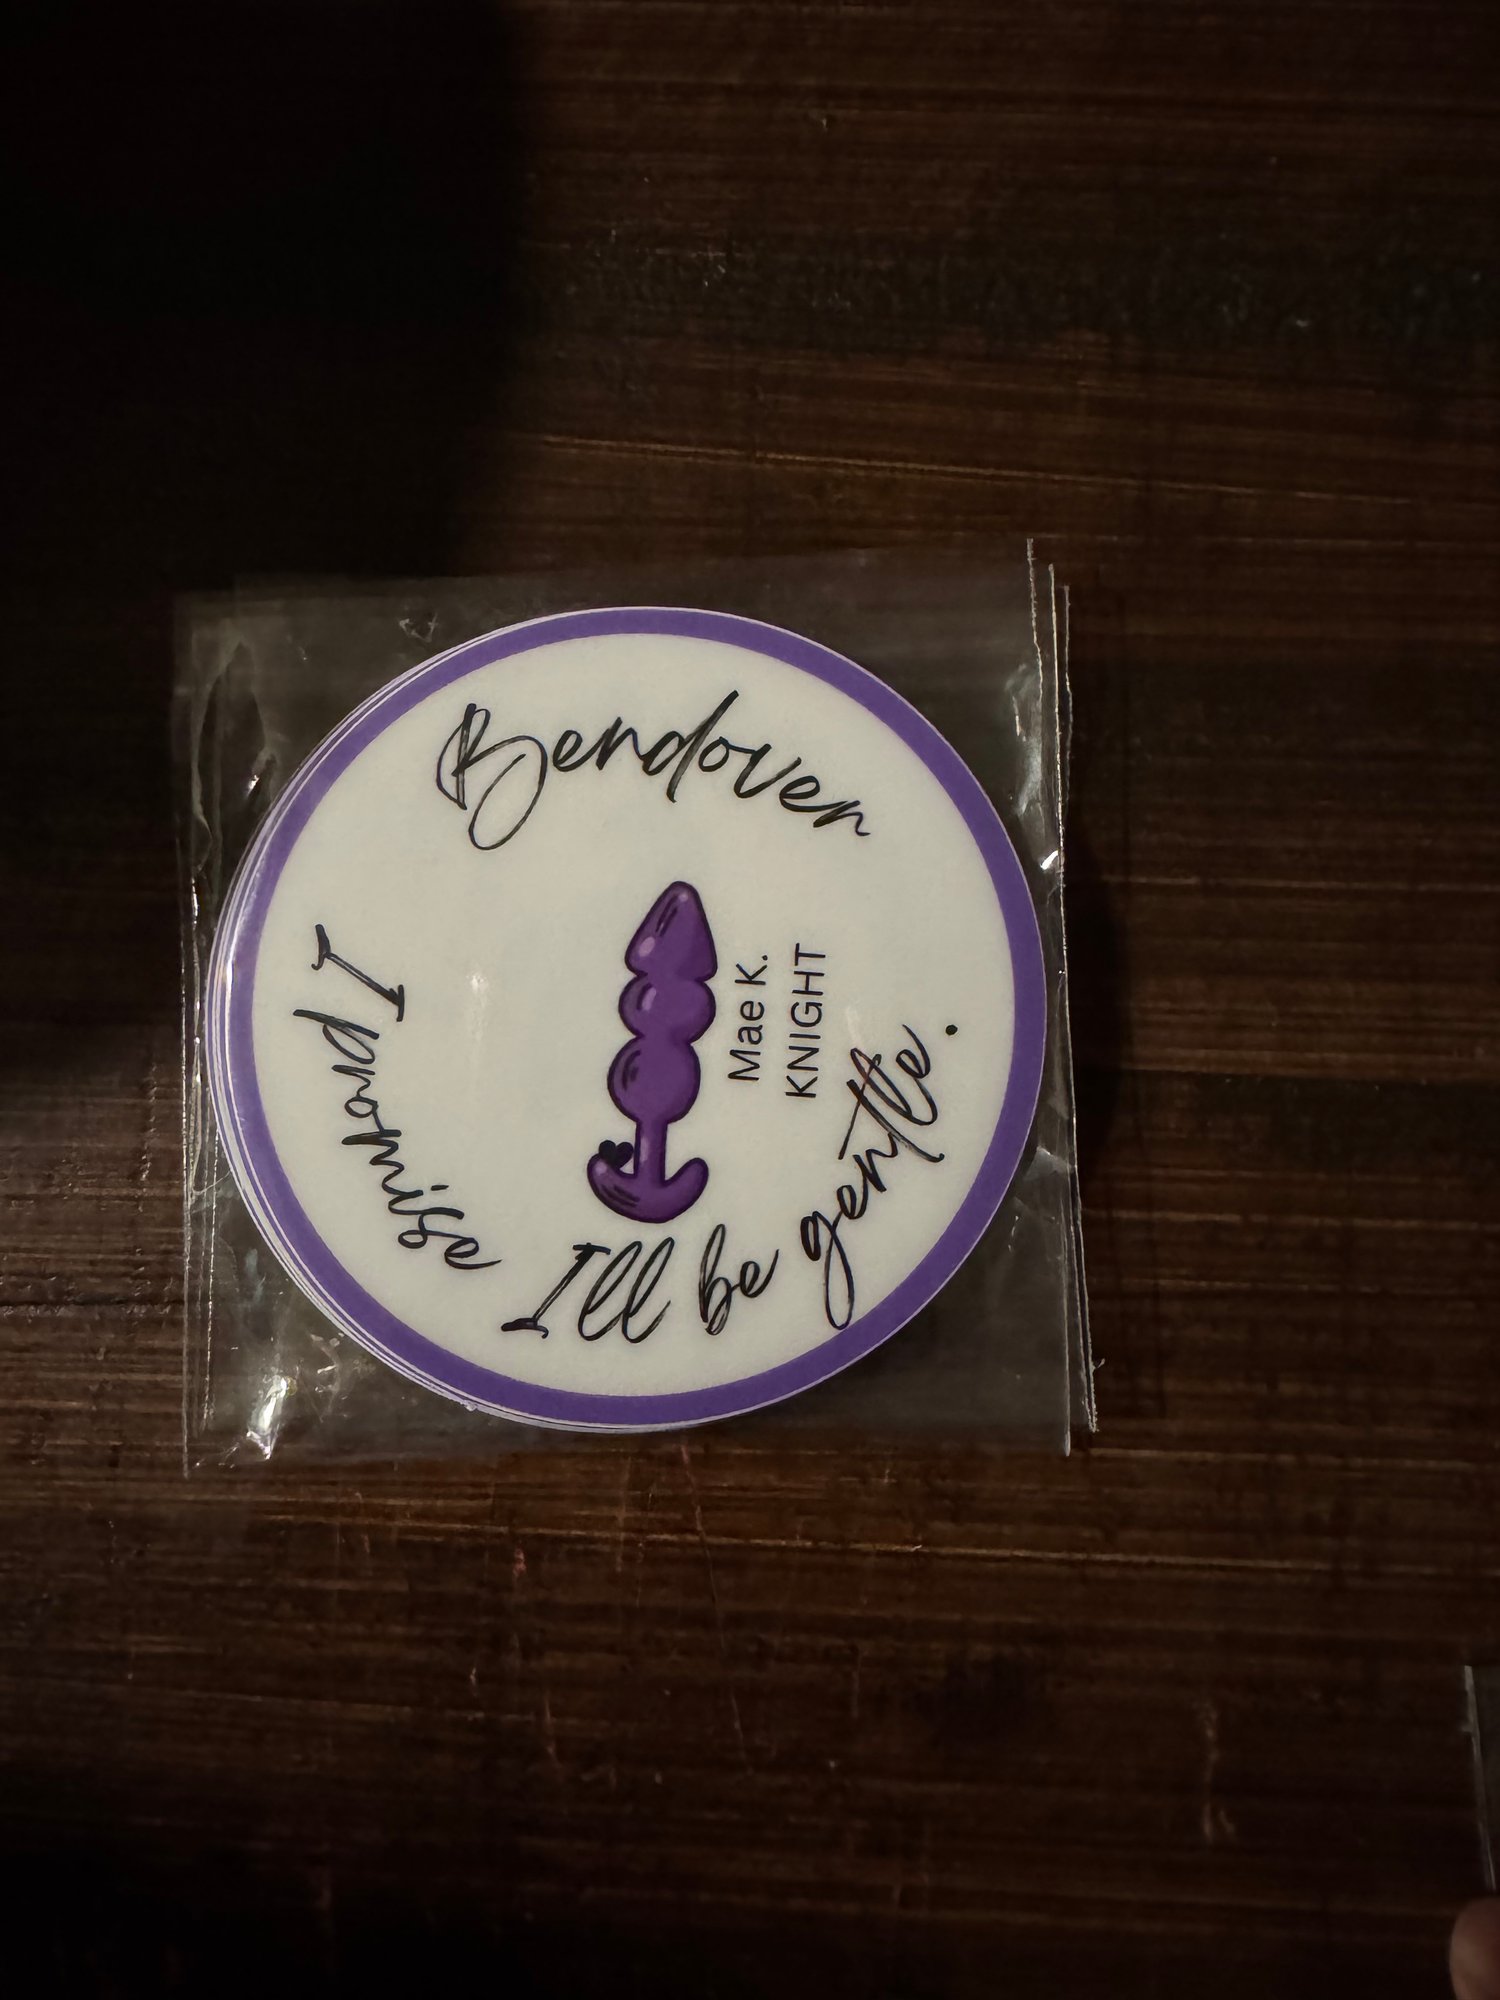 Bendover
I promise
I'll be gentle.
Mae K.
KNIGHT